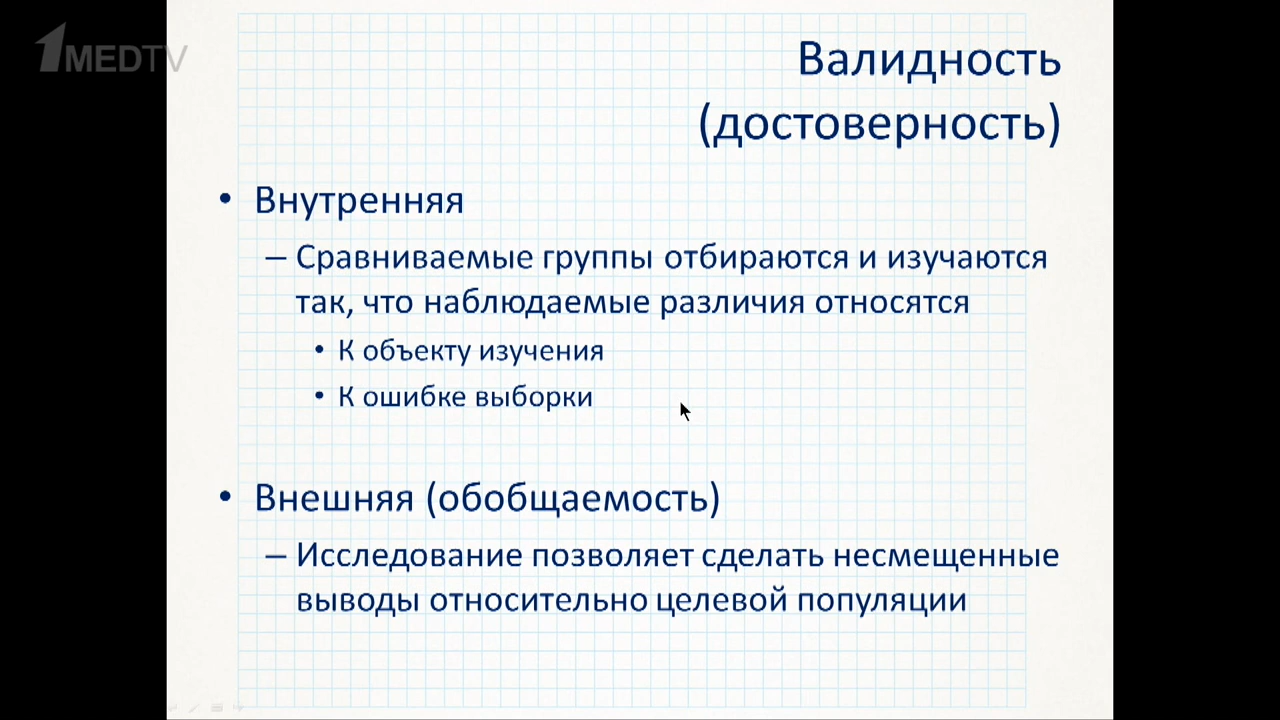 1MEDTV
Валидность
(достоверность)
• Внутренняя
– Сравниваемые группы отбираются и изучаются
так, что наблюдаемые различия относятся
• К объекту изучения
• К ошибке выборки
• Внешняя (обобщаемость)
– Исследование позволяет сделать несмещенные
выводы относительно целевой популяции